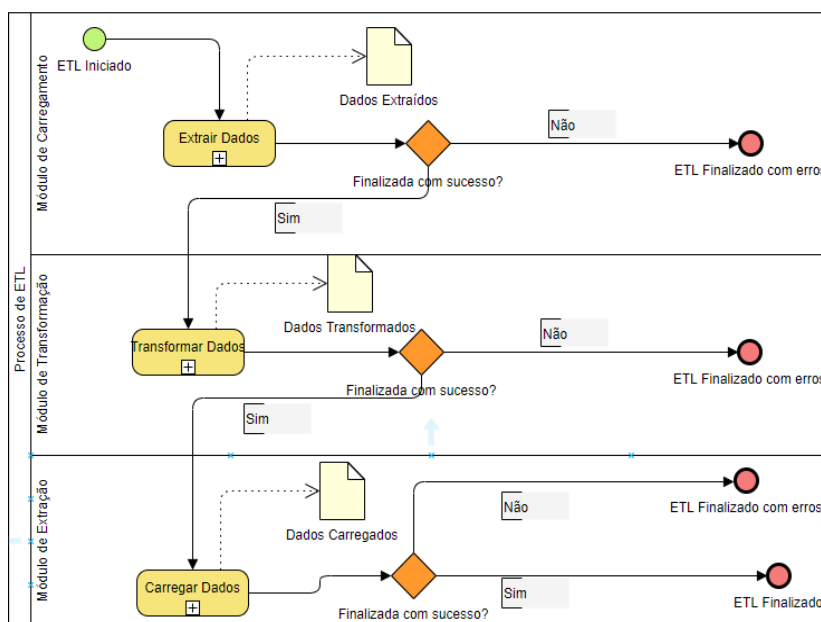 Processo de ETL
Módulo de Carregamento
ETL Iniciado
Dados Extraídos
Extrair Dados
Não
Finalizada com sucesso?
ETL Finalizado com erros
Sim
Módulo de Transformação
Dados Transformados
Transformar Dados
Não
Finalizada com sucesso?
ETL Finalizado com erros
Sim
Módulo de Extração
Dados Carregados
Não
ETL Finalizado com erros
Carregar Dados
Finalizada com sucesso?
Sim
ETL Finalizado